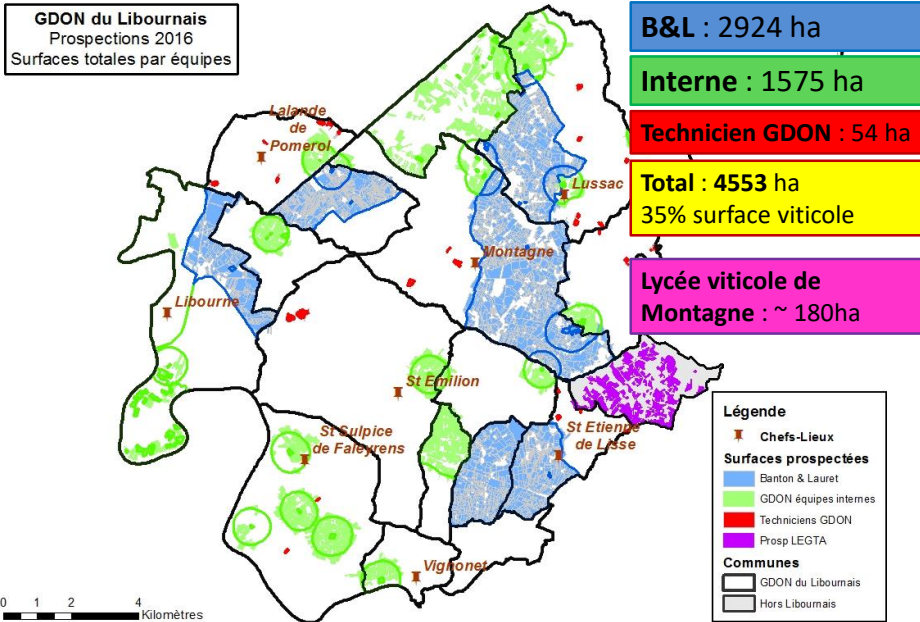 GDON du Libournais
Prospections 2016
Surfaces totales par équipes
B&L : 2924 ha
Interne : 1575 ha
Technicien GDON : 54 ha
Total : 4553 ha
35% surface viticole
Lycée viticole de
Montagne : ~ 180ha
Lalande
de
Pomerol
Lussac
Montagne
Libourne
St Emilion
St Sulpice
de Faleyrens
St Etienne
de Lisse
Vignonet
Légende
Chefs-Lieux
Surfaces prospectées
Banton & Lauret
GDON équipes internes
Techniciens GDON
Prosp LEGTA
Communes
GDON du Libournais
Hors Libournais
0 1 2 4
Kilomètres